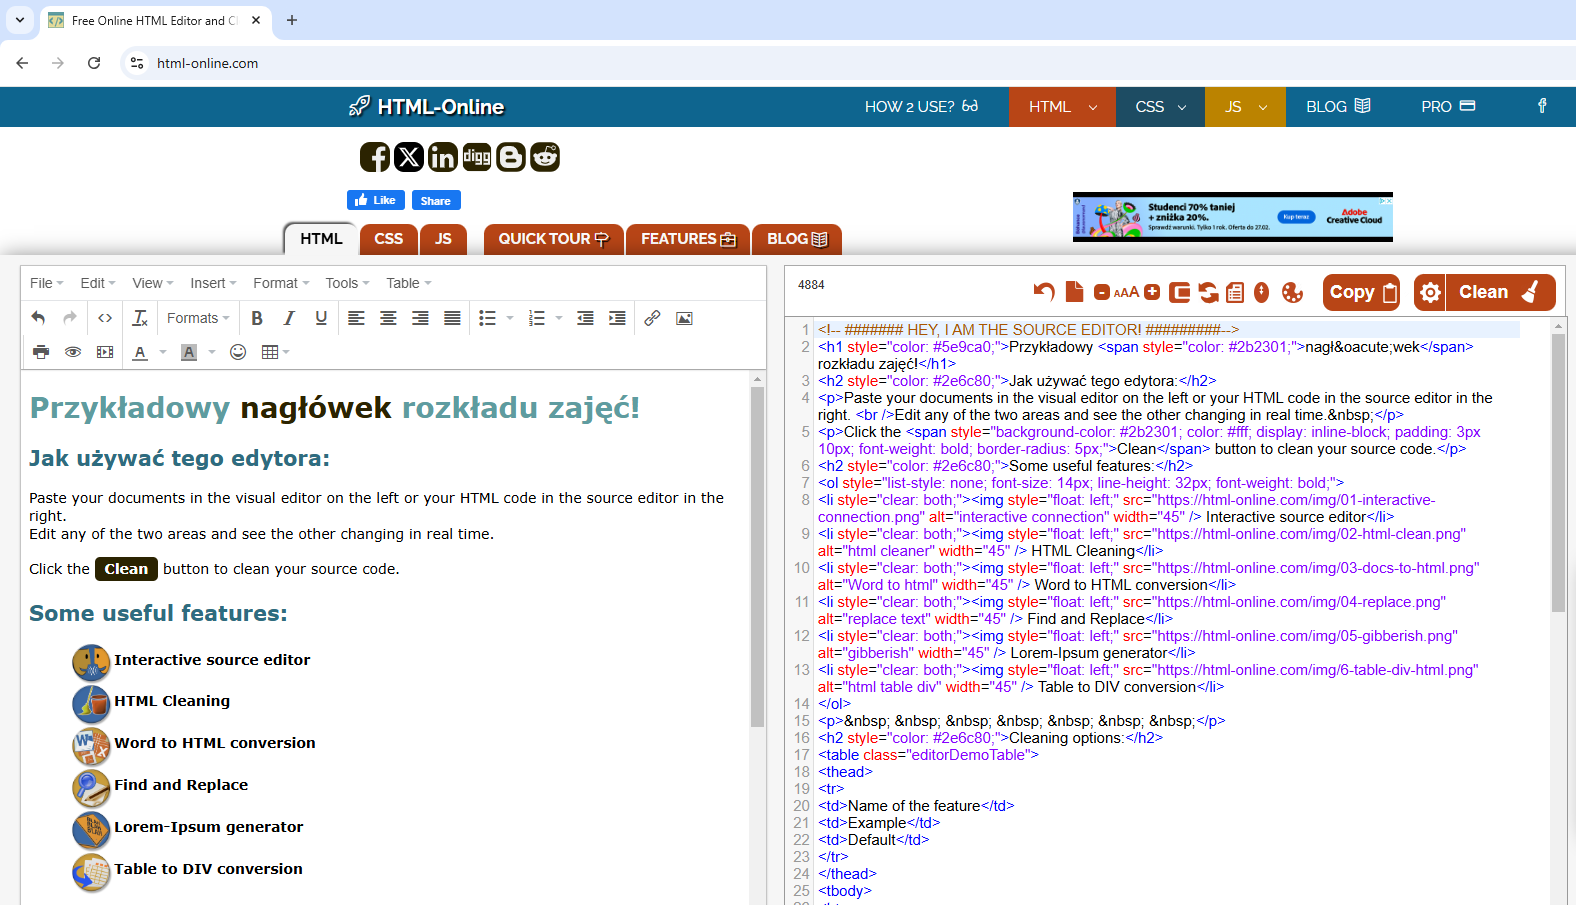 Free Online HTML Editor and C
html-online.com
HTML-Online
HOW 2 USE?
HTML
CSS
JS
BLOG
PRO
digg
Like
Share
Studenci 70% taniej
+ zniżka 20%.
Sprawdź warunki. Tylko 1 rok. Oferta do 27.02.
Kup teraz
Adobe
Creative Cloud
HTML
CSS
JS
QUICK TOUR
FEATURES
BLOG
File Edit View Insert Format Tools Table
Formats
Przykładowy nagłówek rozkładu zajęć!
Jak używać tego edytora:
Paste your documents in the visual editor on the left or your HTML code in the source editor in the
right.
Edit any of the two areas and see the other changing in real time.
Click the Clean button to clean your source code.
Some useful features:
Interactive source editor
HTML Cleaning
Word to HTML conversion
Find and Replace
Lorem-Ipsum generator
Table to DIV conversion
4884
AAA
Copy
Clean
1 <!-- ####### HEY, I AM THE SOURCE EDITOR! #########-->
2 <h1 style="color: #5e9ca0;">Przykładowy <span style="color: #2b2301;">nagł&oacute;wek</span>
rozkładu zajęć!</h1>
3 <h2 style="color: #2e6c80;">Jak używać tego edytora:</h2>
4 <p>Paste your documents in the visual editor on the left or your HTML code in the source editor in the
right. <br />Edit any of the two areas and see the other changing in real time.&nbsp;</p>
5 <p>Click the <span style="background-color: #2b2301; color: #fff; display: inline-block; padding: 3px
10px; font-weight: bold; border-radius: 5px;">Clean</span> button to clean your source code.</p>
6 <h2 style="color: #2e6c80;">Some useful features:</h2>
7 <ol style="list-style: none; font-size: 14px; line-height: 32px; font-weight: bold;">
8 <li style="clear: both;"><img style="float: left;" src="https://html-online.com/img/01-interactive-
connection.png" alt="interactive connection" width="45" /> Interactive source editor</li>
9 <li style="clear: both;"><img style="float: left;" src="https://html-online.com/img/02-html-clean.png"
alt="html cleaner" width="45" /> HTML Cleaning</li>
10 <li style="clear: both;"><img style="float: left;" src="https://html-online.com/img/03-docs-to-html.png"
alt="Word to html" width="45" /> Word to HTML conversion</li>
11 <li style="clear: both;"><img style="float: left;" src="https://html-online.com/img/04-replace.png"
alt="replace text" width="45" /> Find and Replace</li>
12 <li style="clear: both;"><img style="float: left;" src="https://html-online.com/img/05-gibberish.png"
alt="gibberish" width="45" /> Lorem-Ipsum generator</li>
13 <li style="clear: both;"><img style="float: left;" src="https://html-online.com/img/6-table-div-html.png"
alt="html table div" width="45" /> Table to DIV conversion</li>
14 </ol>
15 <p>&nbsp; &nbsp; &nbsp; &nbsp; &nbsp; &nbsp; &nbsp;</p>
16 <h2 style="color: #2e6c80;">Cleaning options:</h2>
17 <table class="editorDemoTable">
18 <thead>
19 <tr>
20 <td>Name of the feature</td>
21 <td>Example</td>
22 <td>Default</td>
23 </tr>
24 </thead>
25 <tbody>